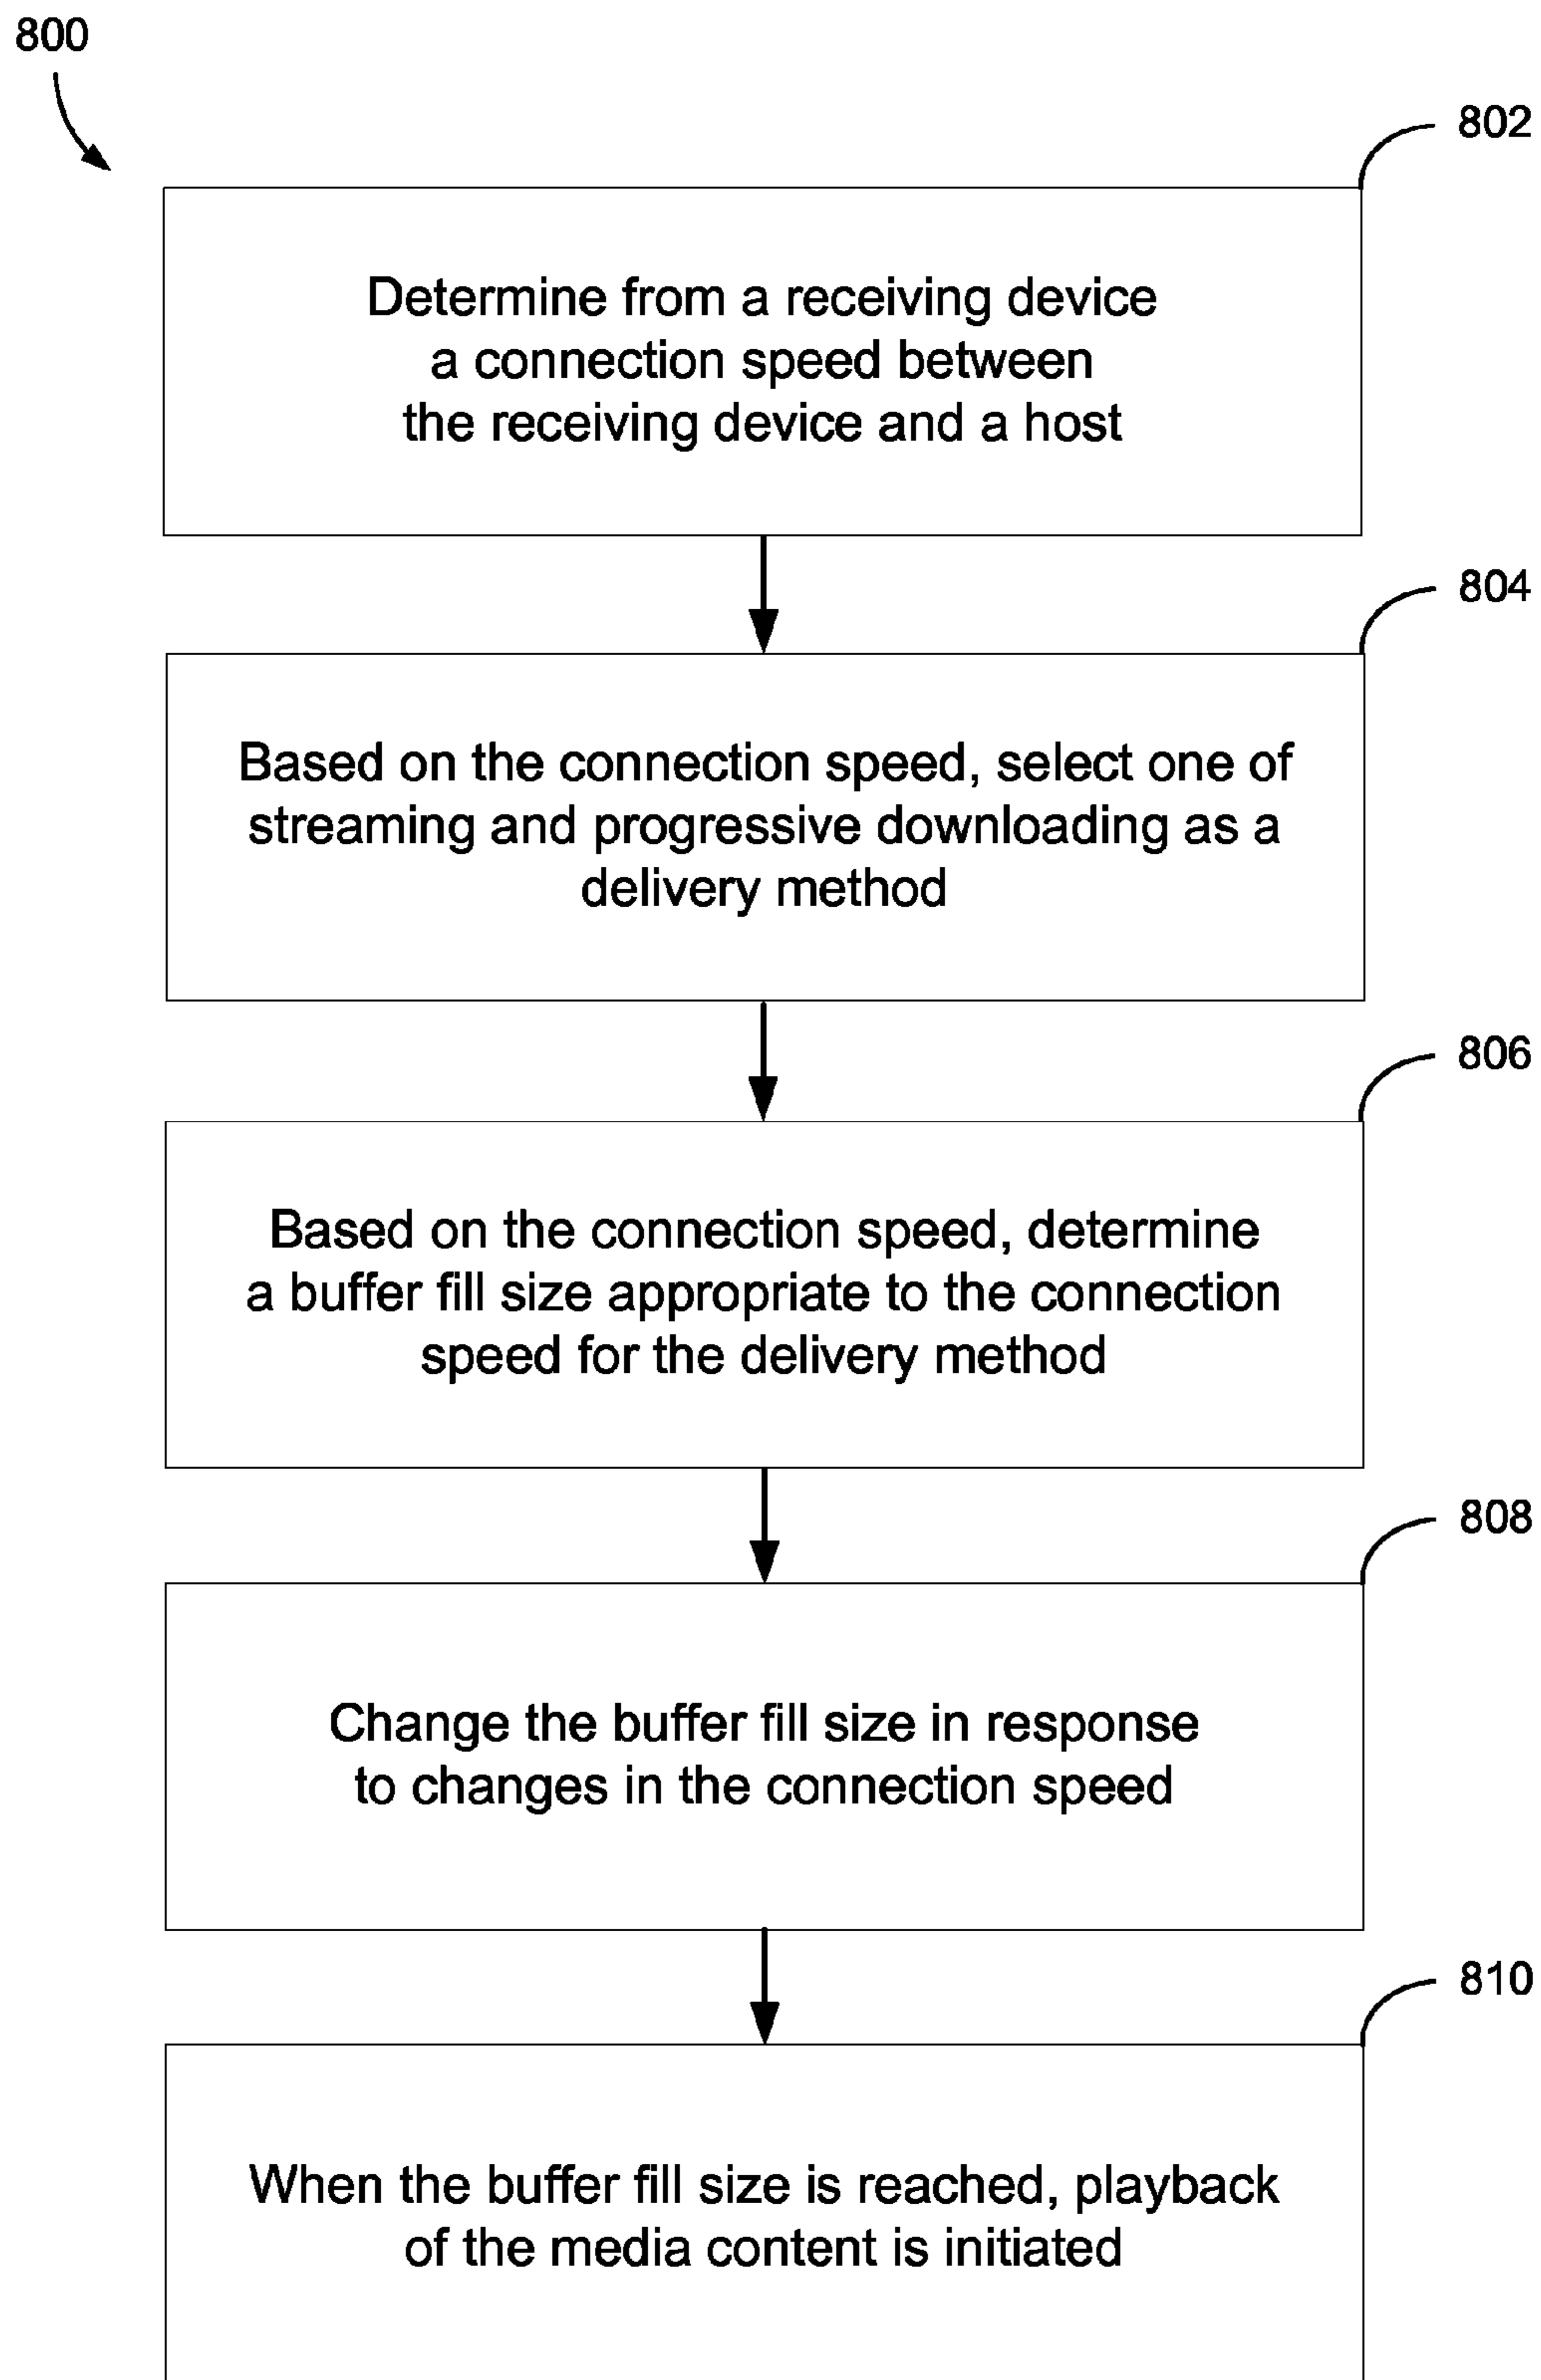 800
802
Determine from a receiving device
a connection speed between
the receiving device and a host
804
Based on the connection speed, select one of
streaming and progressive downloading as a
delivery method
806
Based on the connection speed, determine
a buffer fill size appropriate to the connection
speed for the delivery method
808
Change the buffer fill size in response
to changes in the connection speed
810
When the buffer fill size is reached, playback
of the media content is initiated